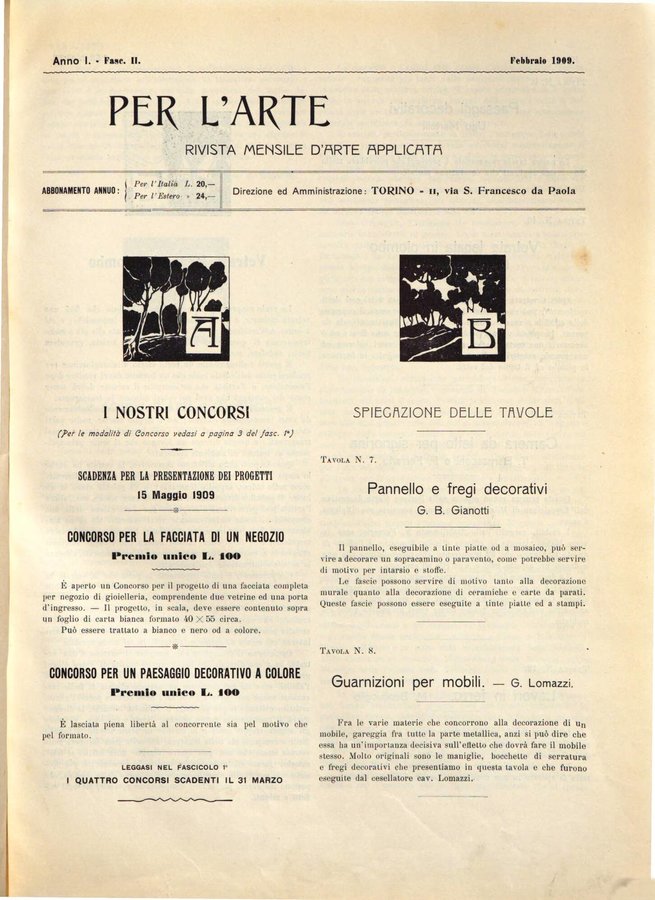 Anno I. - Fasc. II.
Febbraio 1909.
PER L'ARTE
RIVISTA MENSILE D'ARTE APPLICATA
ABBONAMENTO ANNUO:
Per l'Italia L. 20,—
Per l'Estero » 24,—
Direzione ed Amministrazione: TORINO - 11, via S. Francesco da Paola
A
I NOSTRI CONCORSI
(Per le modalità di Concorso vedasi a pagina 3 del fasc. 1°)
SCADENZA PER LA PRESENTAZIONE DEI PROGETTI
15 Maggio 1909
CONCORSO PER LA FACCIATA DI UN NEGOZIO
Premio unico L. 100
È aperto un Concorso per il progetto di una facciata completa
per negozio di gioielleria, comprendente due vetrine ed una porta
d'ingresso. — Il progetto, in scala, deve essere contenuto sopra
un foglio di carta bianca formato 40 × 55 circa.
Può essere trattato a bianco e nero od a colore.
CONCORSO PER UN PAESAGGIO DECORATIVO A COLORE
Premio unico L. 100
È lasciata piena libertà al concorrente sia pel motivo che
pel formato.
LEGGASI NEL FASCICOLO 1°
I QUATTRO CONCORSI SCADENTI IL 31 MARZO
B
SPIEGAZIONE DELLE TAVOLE
TAVOLA N. 7.
Pannello e fregi decorativi
G. B. Gianotti
Il pannello, eseguibile a tinte piatte od a mosaico, può ser-
vire a decorare un sopracamino o paravento, come potrebbe servire
di motivo per intarsio e stoffe.
Le fascie possono servire di motivo tanto alla decorazione
murale quanto alla decorazione di ceramiche e carte da parati.
Queste fascie possono essere eseguite a tinte piatte ed a stampi.
TAVOLA N. 8.
Guarnizioni per mobili. — G. Lomazzi.
Fra le varie materie che concorrono alla decorazione di un
mobile, gareggia fra tutte la parte metallica, anzi si può dire che
essa ha un'importanza decisiva sull'effetto che dovrà fare il mobile
stesso. Molto originali sono le maniglie, bocchette di serratura
e fregi decorativi che presentiamo in questa tavola e che furono
eseguite dal cesellatore cav. Lomazzi.